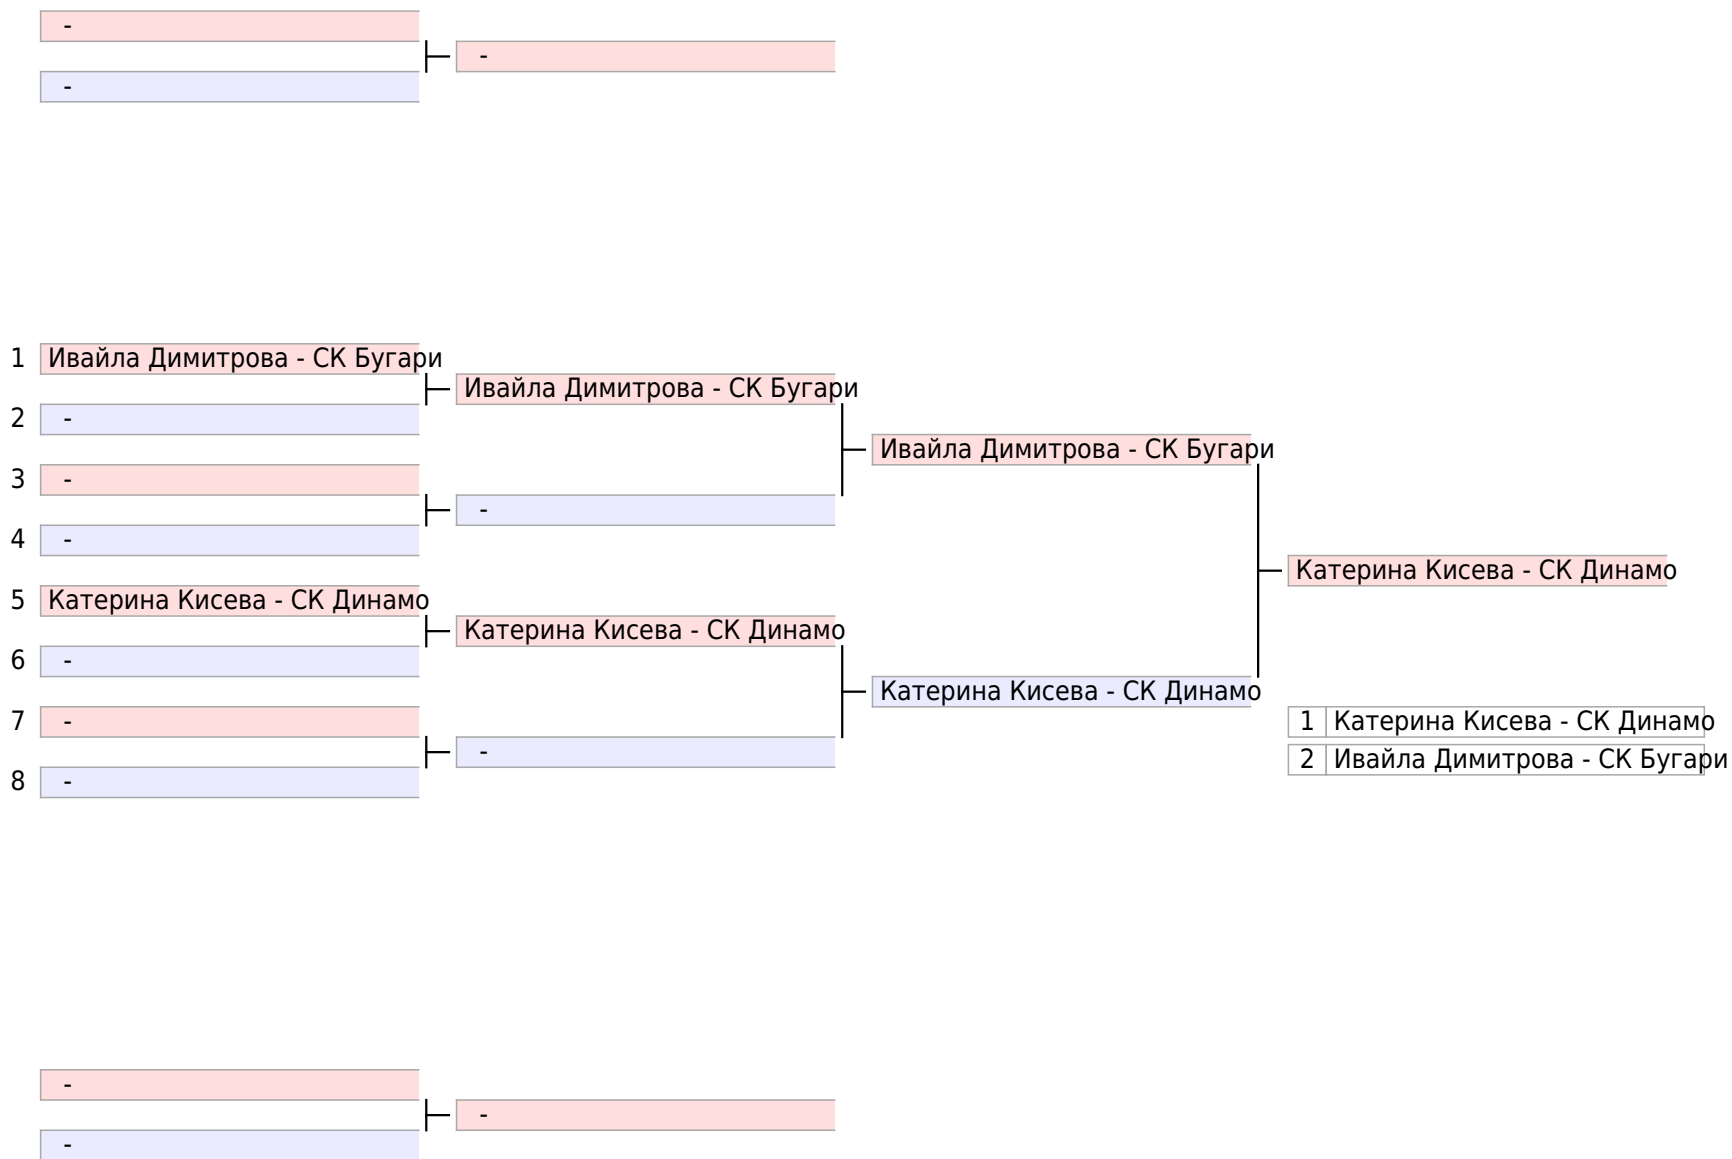 -
-
-
1 Ивайла Димитрова - СК Бугари
Ивайла Димитрова - СК Бугари
2 -
Ивайла Димитрова - СК Бугари
3 -
-
4 -
Катерина Кисева - СК Динамо
5 Катерина Кисева - СК Динамо
Катерина Кисева - СК Динамо
6 -
Катерина Кисева - СК Динамо
7 -
1 Катерина Кисева - СК Динамо
-
2 Ивайла Димитрова - СК Бугари
8 -
-
-
-